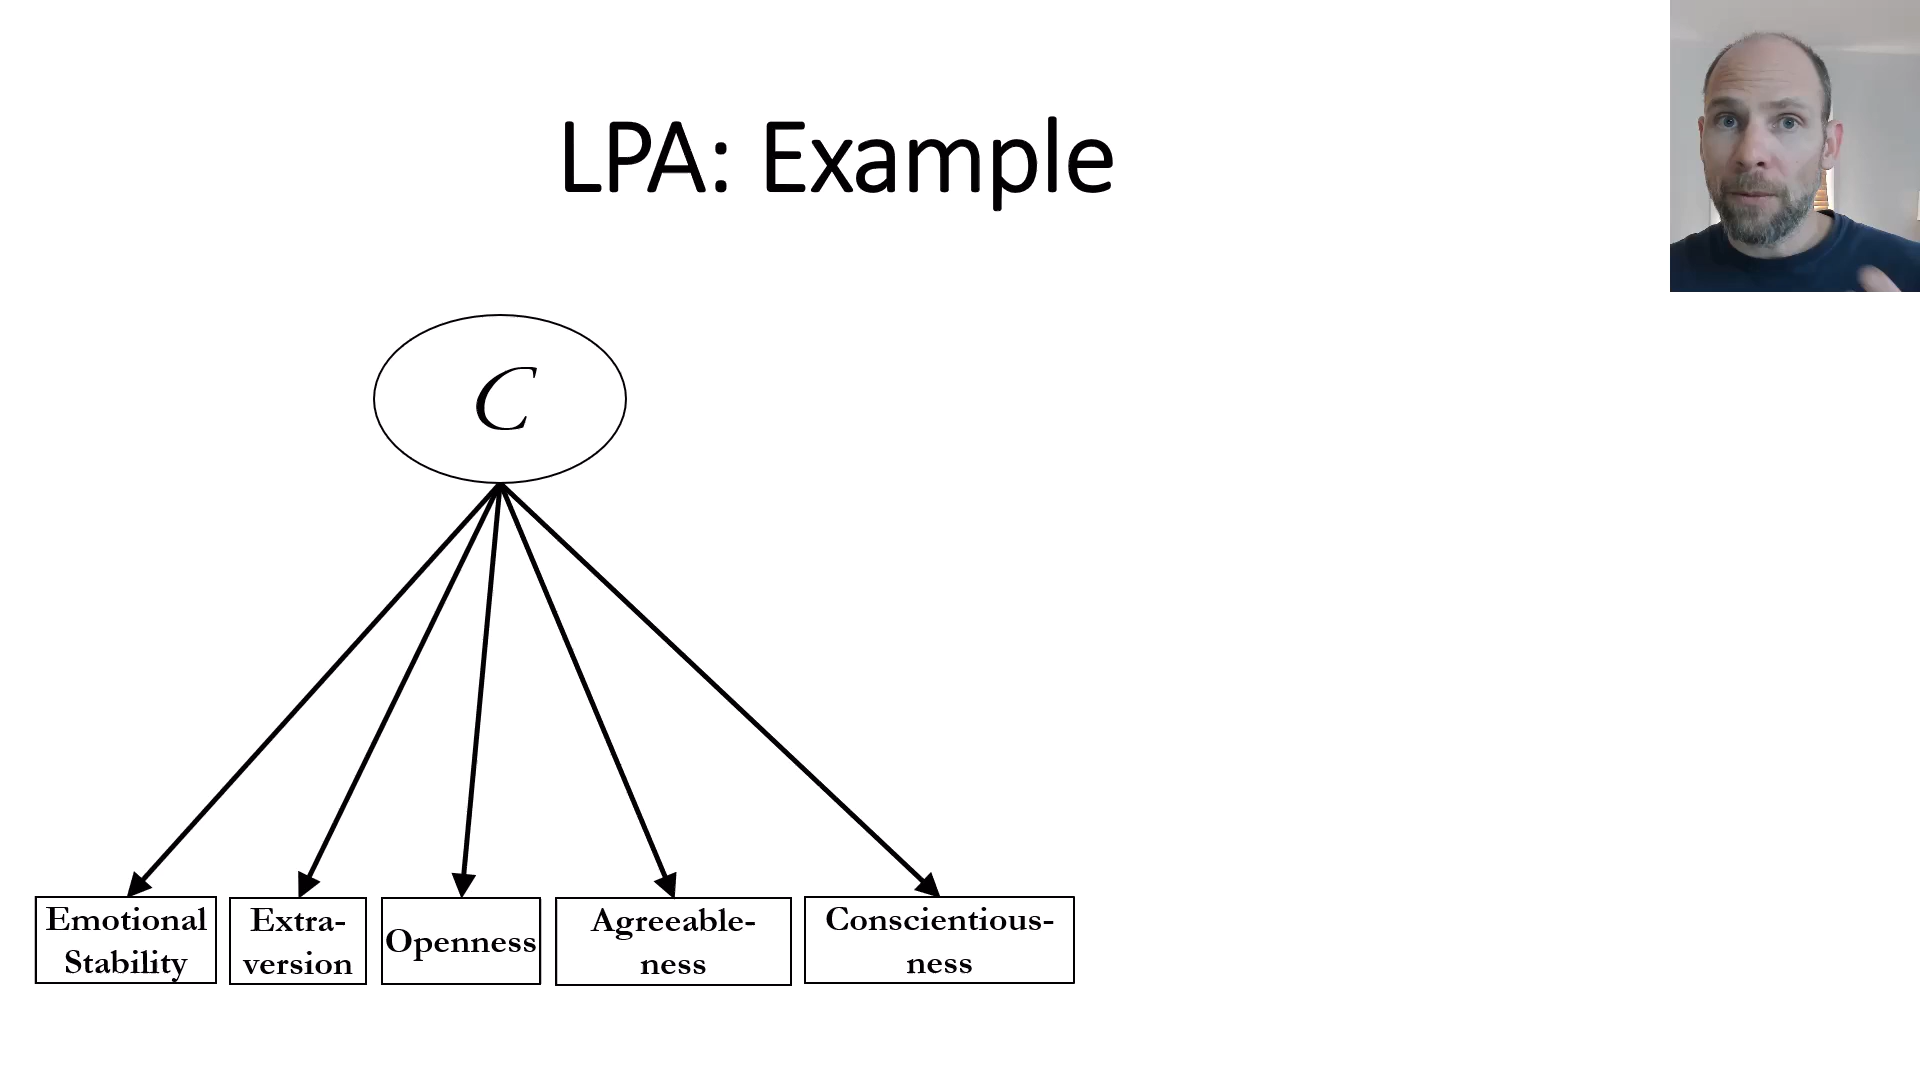 LPA: Example
C
Emotional
Stability
Extra-
version
Openness
Agreeable-
ness
Conscientious-
ness